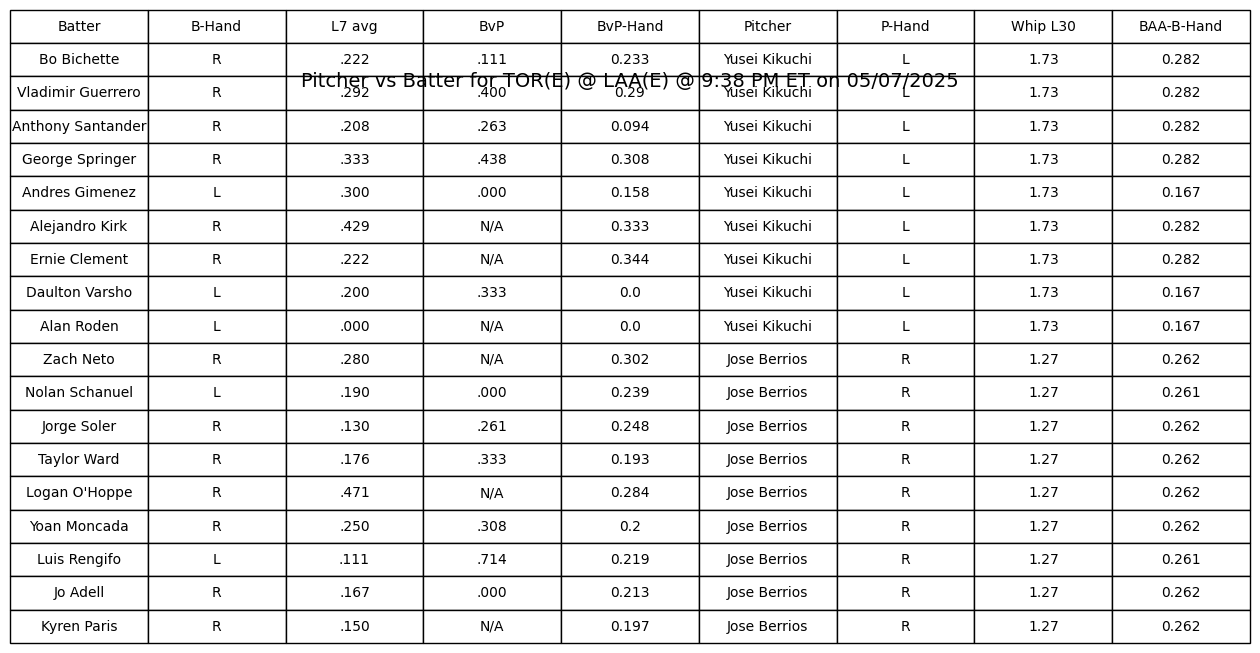 Batter B-Hand L7 avg BvP BvP-Hand Pitcher P-Hand Whip L30 BAA-B-Hand
Bo Bichette R .222 .111 0.233 Yusei Kikuchi L 1.73 0.282
Pitcher vs Batter for TOR(E) @ LAA(E) @ 9:38 PM ET on 05/07/2025
Vladimir Guerrero R .292 .400 0.29 Yusei Kikuchi L 1.73 0.282
Anthony Santander R .208 .263 0.094 Yusei Kikuchi L 1.73 0.282
George Springer R .333 .438 0.308 Yusei Kikuchi L 1.73 0.282
Andres Gimenez L .300 .000 0.158 Yusei Kikuchi L 1.73 0.167
Alejandro Kirk R .429 N/A 0.333 Yusei Kikuchi L 1.73 0.282
Ernie Clement R .222 N/A 0.344 Yusei Kikuchi L 1.73 0.282
Daulton Varsho L .200 .333 0.0 Yusei Kikuchi L 1.73 0.167
Alan Roden L .000 N/A 0.0 Yusei Kikuchi L 1.73 0.167
Zach Neto R .280 N/A 0.302 Jose Berrios R 1.27 0.262
Nolan Schanuel L .190 .000 0.239 Jose Berrios R 1.27 0.261
Jorge Soler R .130 .261 0.248 Jose Berrios R 1.27 0.262
Taylor Ward R .176 .333 0.193 Jose Berrios R 1.27 0.262
Logan O'Hoppe R .471 N/A 0.284 Jose Berrios R 1.27 0.262
Yoan Moncada R .250 .308 0.2 Jose Berrios R 1.27 0.262
Luis Rengifo L .111 .714 0.219 Jose Berrios R 1.27 0.261
Jo Adell R .167 .000 0.213 Jose Berrios R 1.27 0.262
Kyren Paris R .150 N/A 0.197 Jose Berrios R 1.27 0.262